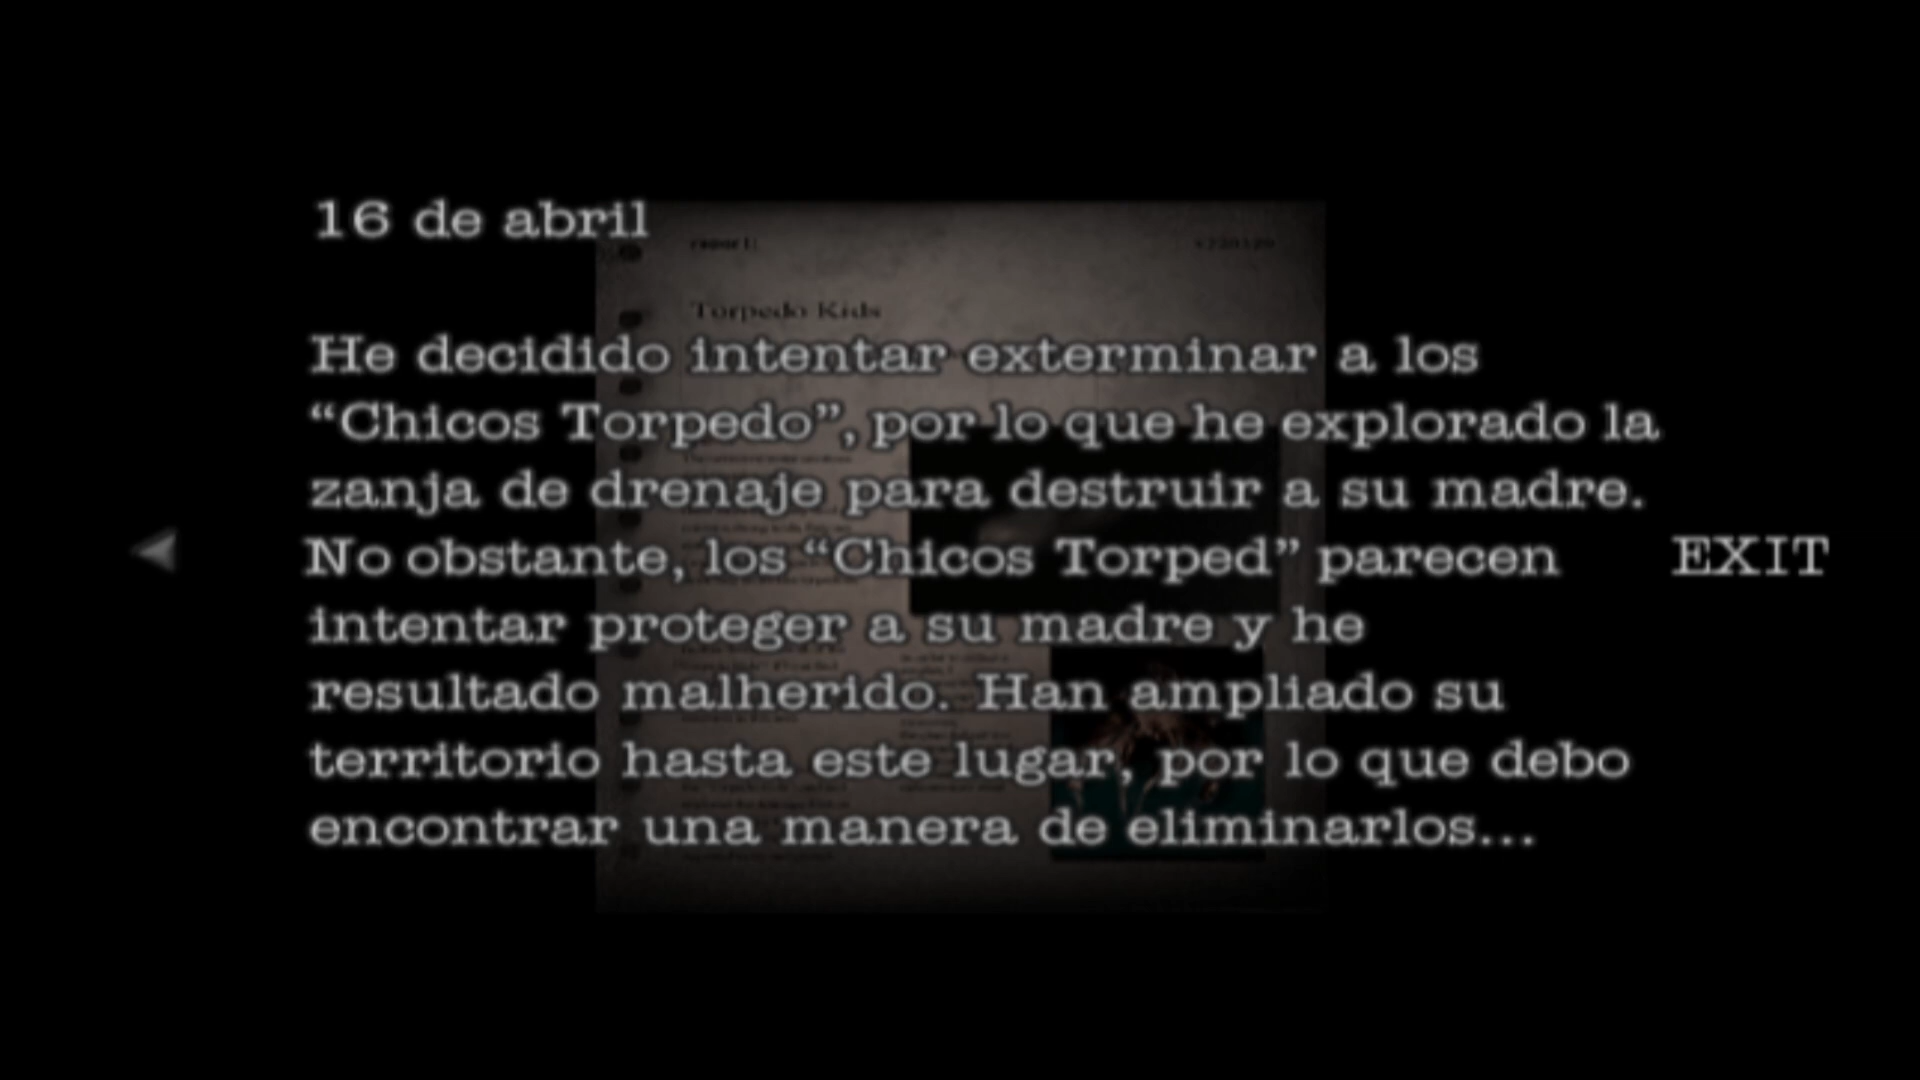 16 de abril
Torpedo Kids
He decidido intentar exterminar a los
“Chicos Torpedo”, por lo que he explorado la
zanja de drenaje para destruir a su madre.
No obstante, los “Chicos Torped” parecen
intentar proteger a su madre y he
resultado malherido. Han ampliado su
territorio hasta este lugar, por lo que debo
encontrar una manera de eliminarlos...
EXIT